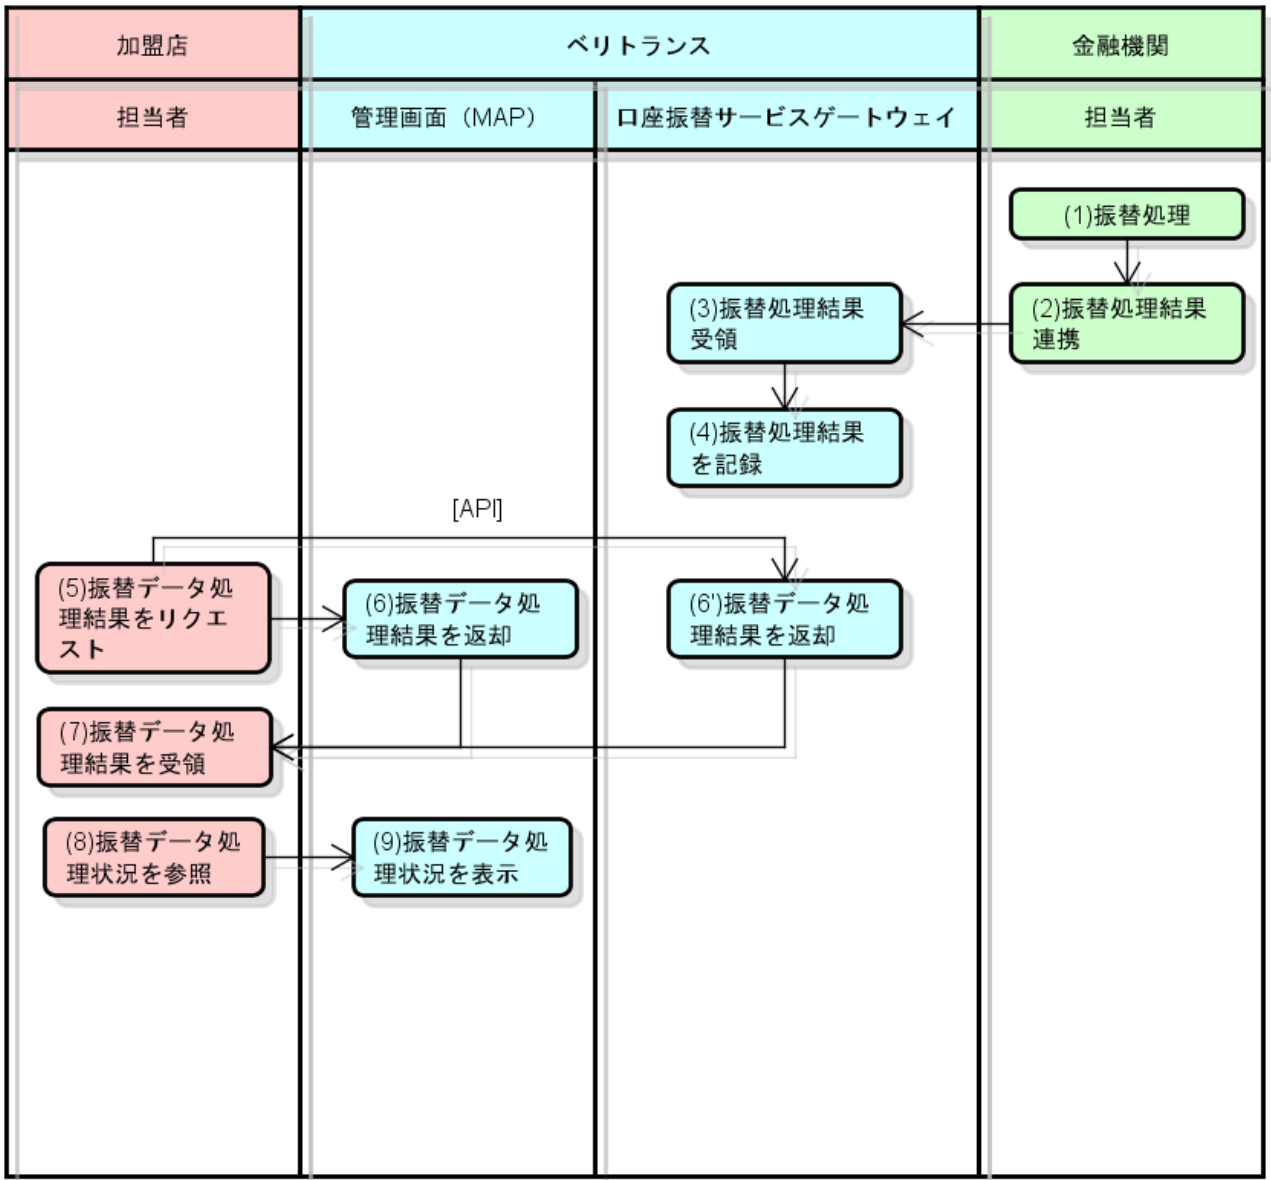 加盟店
ベリトランス
金融機関
担当者
管理画面（MAP）
口座振替サービスゲートウェイ
担当者
(1)振替処理
(2)振替処理結果
連携
(3)振替処理結果
受領
(4)振替処理結果
を記録
[API]
(5)振替データ処
理結果をリクエ
スト
(6)振替データ処
理結果を返却
(6')振替データ処
理結果を返却
(7)振替データ処
理結果を受領
(8)振替データ処
理状況を参照
(9)振替データ処
理状況を表示